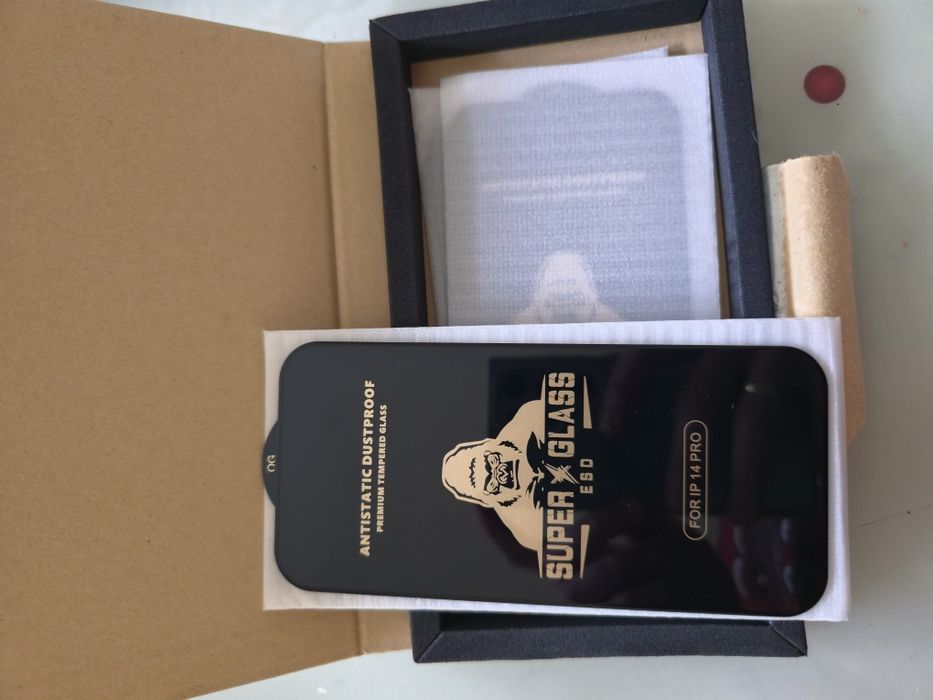 OG
ANTISTATIC DUSTPROOF
PREMIUM TEMPERED GLASS
SUPER GLASS
ESD
FOR IP 14 PRO